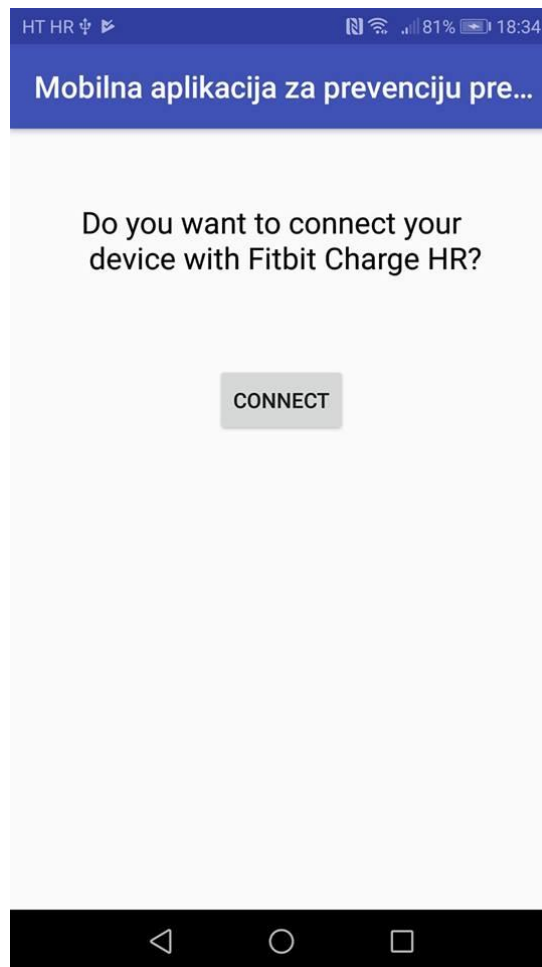 HT HR 81% 18:34
Mobilna aplikacija za prevenciju pre...
Do you want to connect your
device with Fitbit Charge HR?
CONNECT